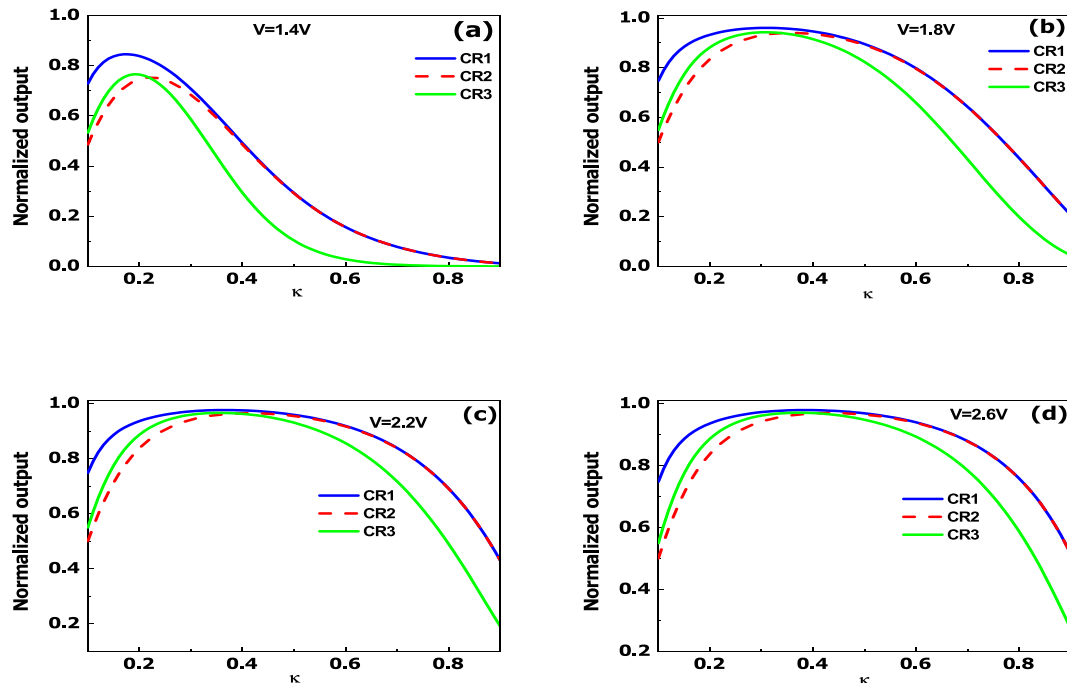 1.0
(a)
V=1.4V
CR1
CR2
CR3
0.8
0.6
0.4
0.2
0.0
0.2 0.4 0.6 0.8
κ
Normalized output
1.0
(b)
V=1.8V
CR1
CR2
CR3
0.8
0.6
0.4
0.2
0.0
0.2 0.4 0.6 0.8
κ
Normalized output
1.0
(c)
V=2.2V
CR1
CR2
CR3
0.8
0.6
0.4
0.2
0.2 0.4 0.6 0.8
κ
Normalized output
1.0
(d)
V=2.6V
CR1
CR2
CR3
0.8
0.6
0.4
0.2
0.2 0.4 0.6 0.8
κ
Normalized output